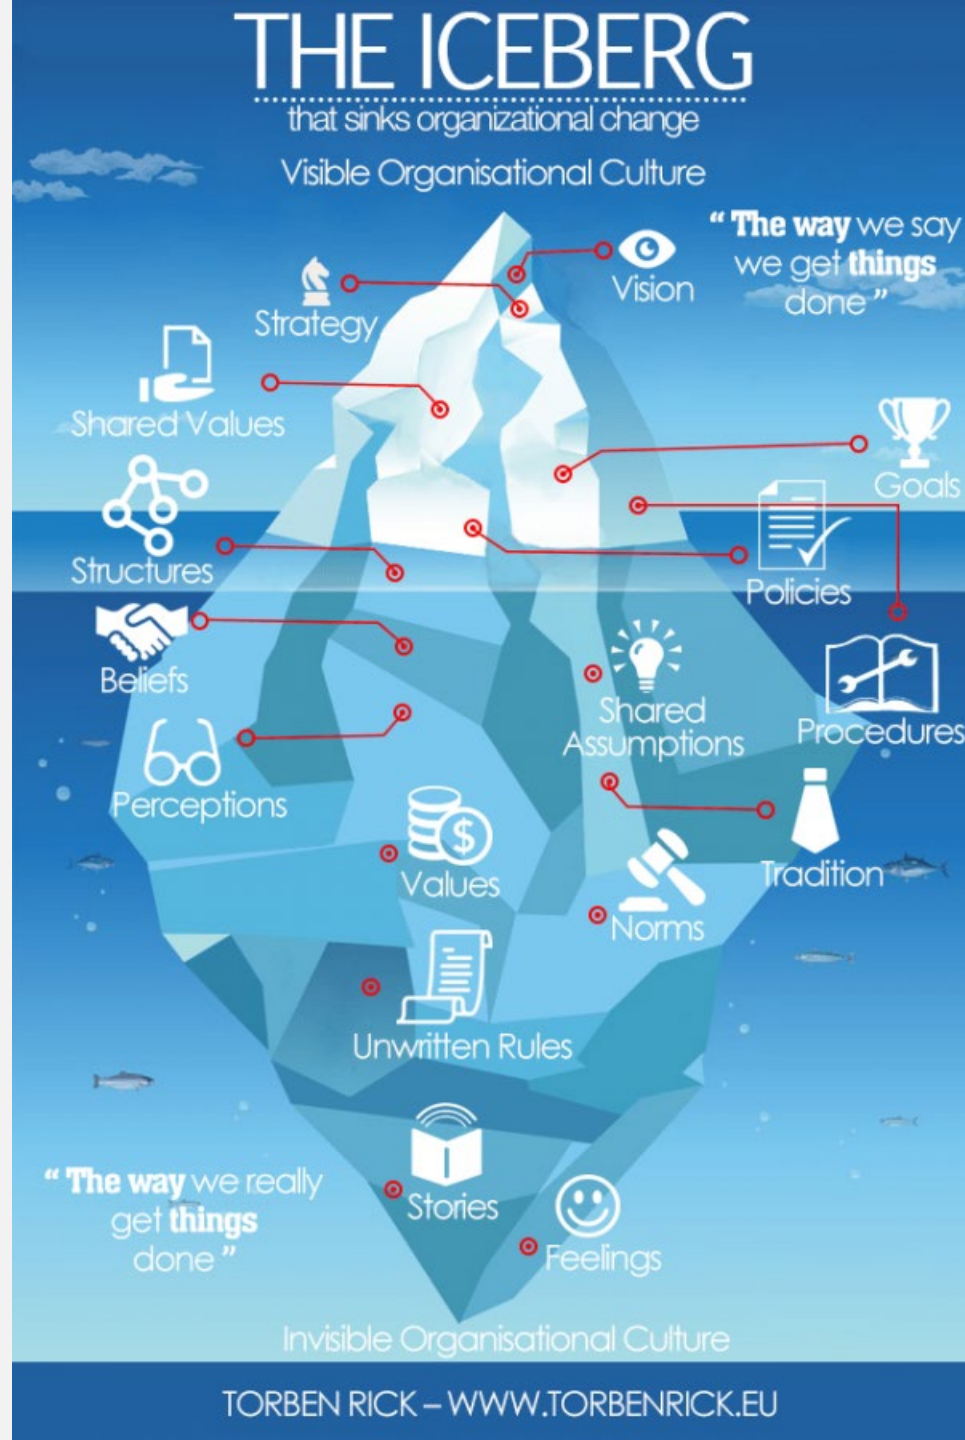 THE ICEBERG
that sinks organizational change
Visible Organisational Culture
“ The way we say
we get things
done ”
Vision
Strategy
Shared Values
Goals
Structures
Policies
Beliefs
Shared
Assumptions
Procedures
Perceptions
Tradition
Values
Norms
Unwritten Rules
“ The way we really
get things
done ”
Stories
Feelings
Invisible Organisational Culture
TORBEN RICK – WWW.TORBENRICK.EU